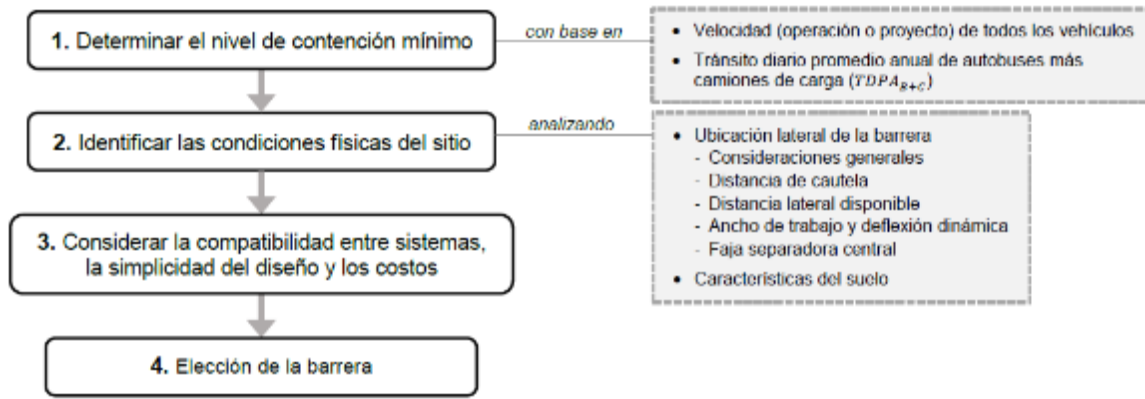 1. Determinar el nivel de contención mínimo
con base en
• Velocidad (operación o proyecto) de todos los vehículos
• Tránsito diario promedio anual de autobuses más
camiones de carga (TDPA_{B+C})
2. Identificar las condiciones físicas del sitio
analizando
• Ubicación lateral de la barrera
- Consideraciones generales
- Distancia de cautela
- Distancia lateral disponible
- Ancho de trabajo y deflexión dinámica
- Faja separadora central
• Características del suelo
3. Considerar la compatibilidad entre sistemas,
la simplicidad del diseño y los costos
4. Elección de la barrera